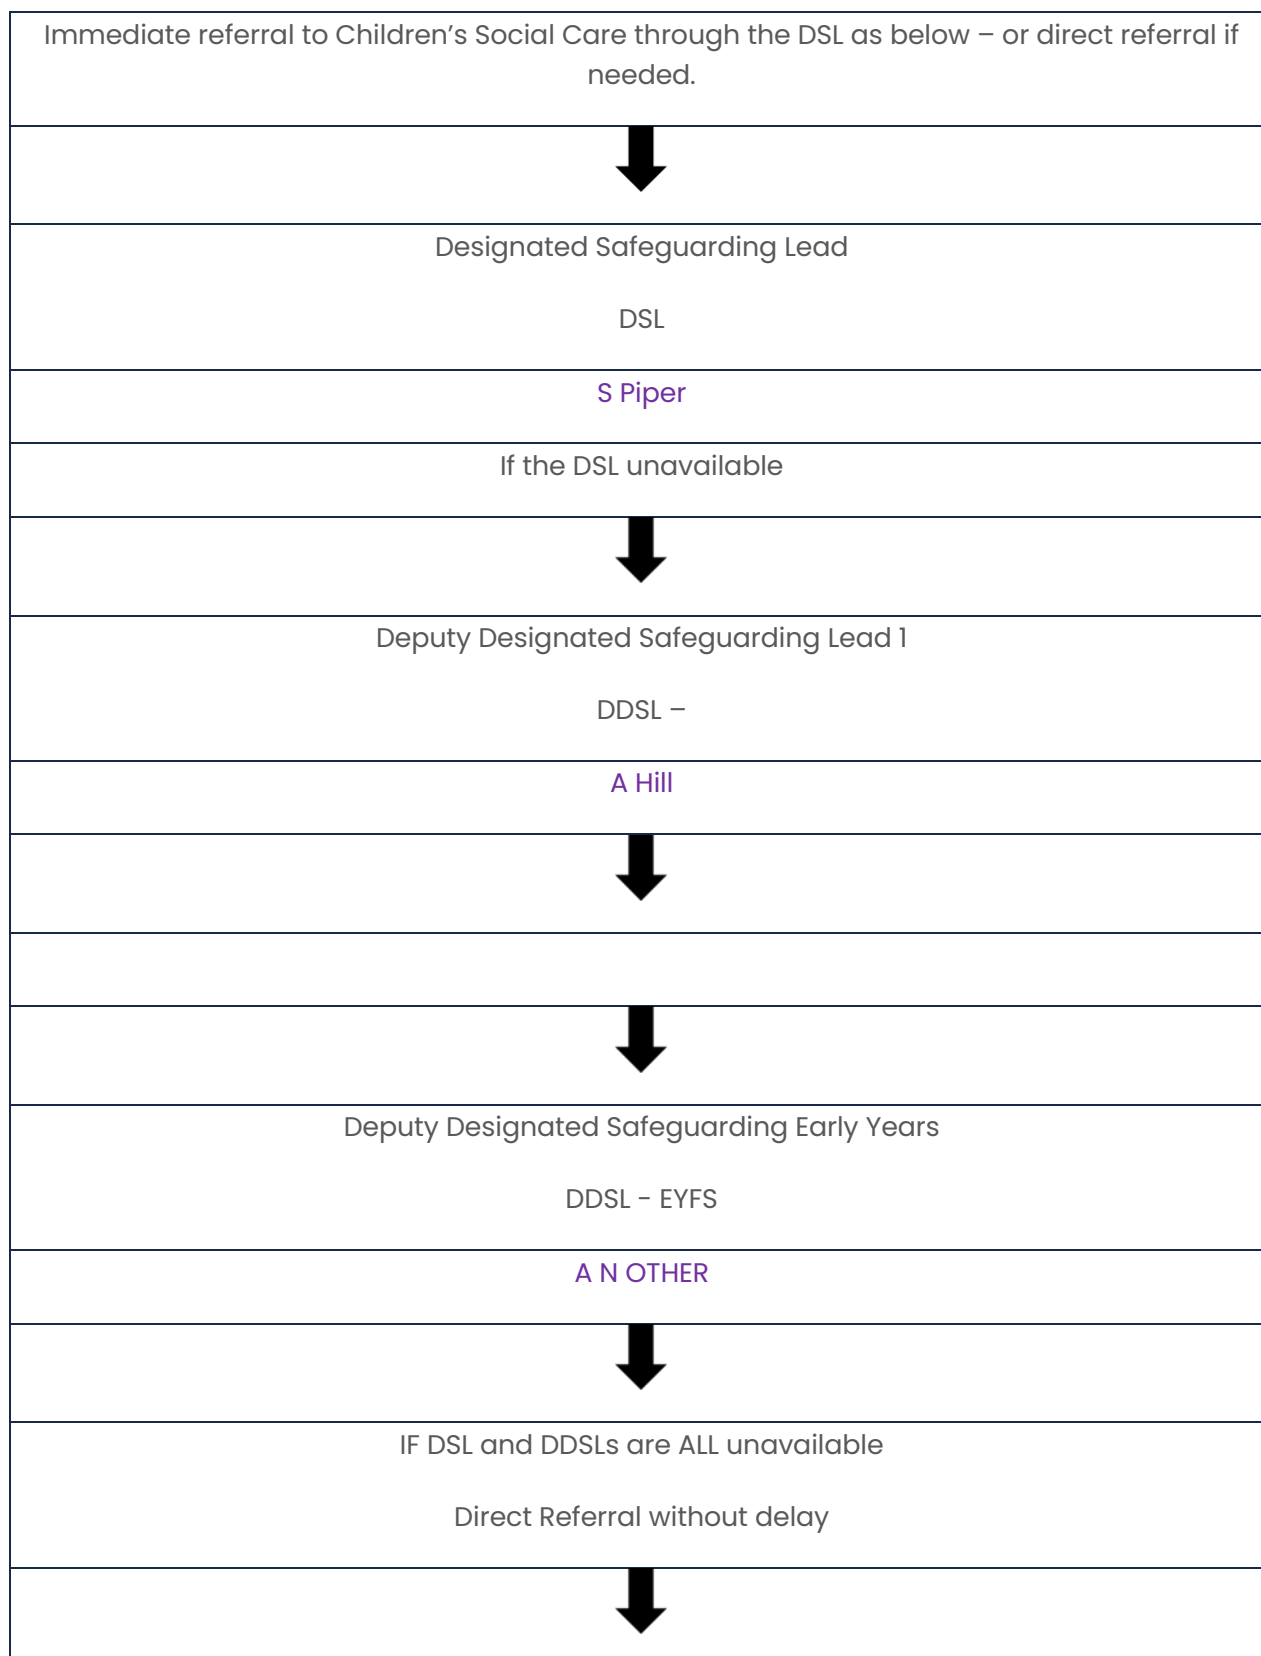 Immediate referral to Children’s Social Care through the DSL as below – or direct referral if
needed.
Designated Safeguarding Lead
DSL
S Piper
If the DSL unavailable
Deputy Designated Safeguarding Lead 1
DDSL –
A Hill
Deputy Designated Safeguarding Early Years
DDSL - EYFS
A N OTHER
IF DSL and DDSLs are ALL unavailable
Direct Referral without delay